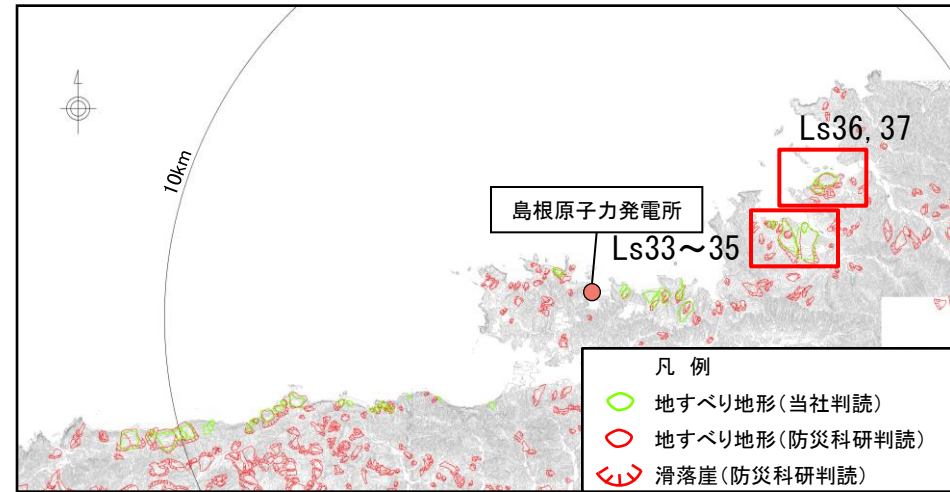 Ls36, 37
10km
島根原子力発電所
Ls33～35
凡 例
地すべり地形(当社判読)
地すべり地形(防災科研判読)
滑落崖(防災科研判読)